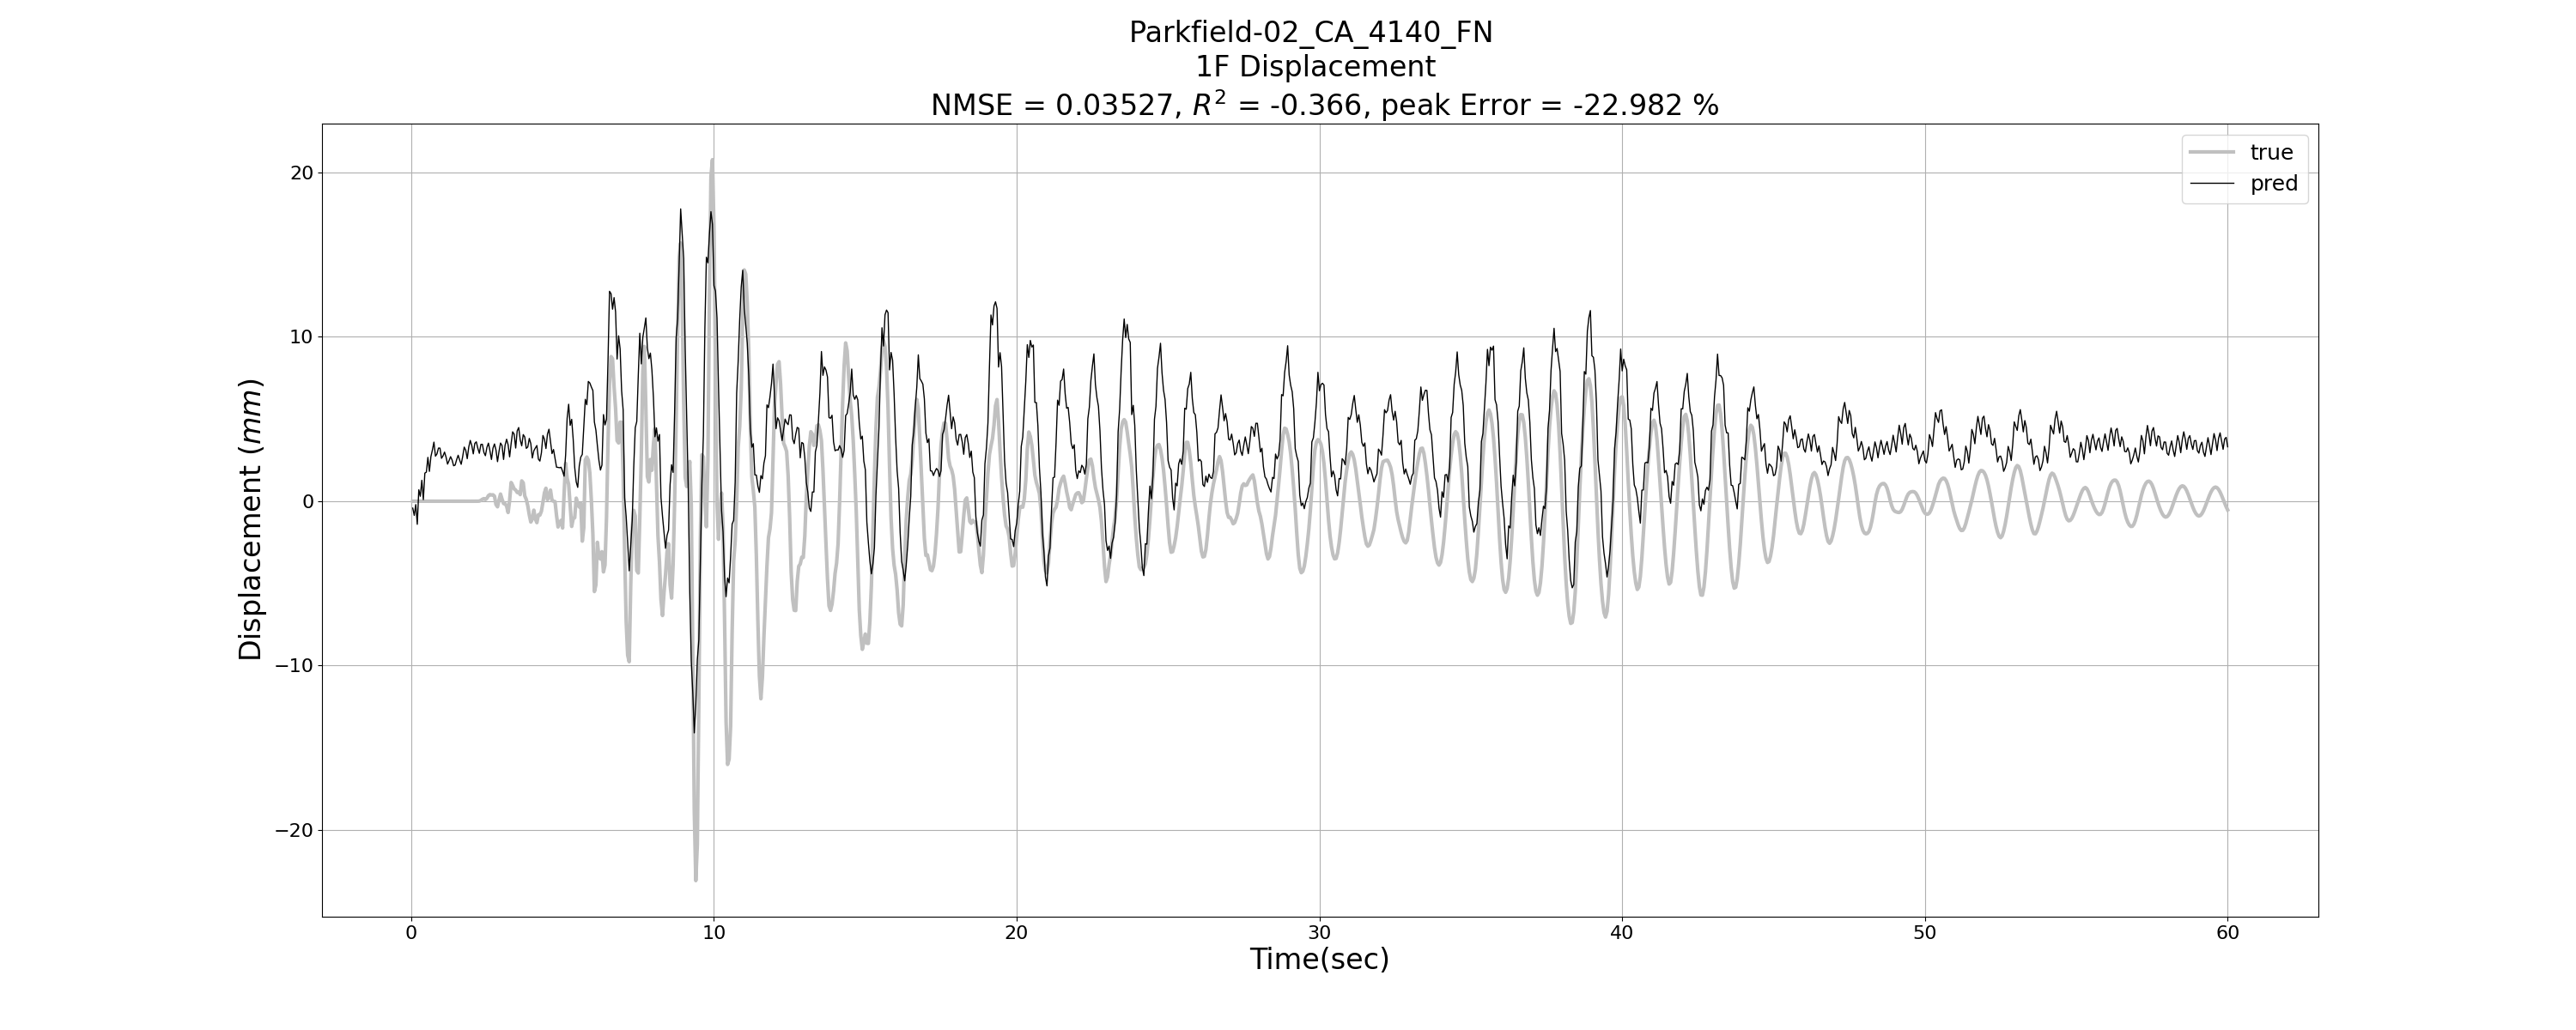 Parkfield-02_CA_4140_FN
1F Displacement
NMSE = 0.03527, R² = -0.366, peak Error = -22.982 %
true
pred
Displacement (mm)
20
10
0
−10
−20
0 10 20 30 40 50 60
Time(sec)